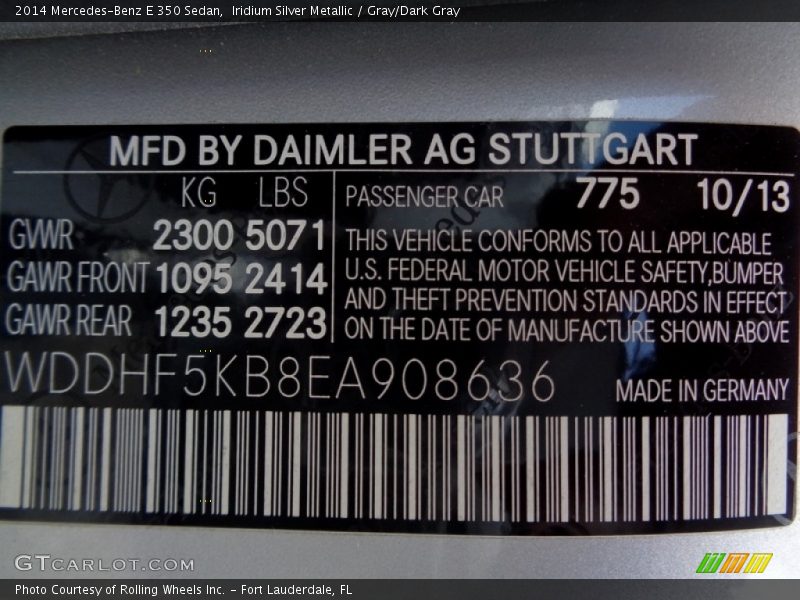 2014 Mercedes-Benz E 350 Sedan,  Iridium Silver Metallic / Gray/Dark Gray
MFD BY DAIMLER AG STUTTGART
KG LBS
GWR 2300 5071
GAWR FRONT 1095 2414
GAWR REAR 1235 2723
PASSENGER CAR 775 10/13
THIS VEHICLE CONFORMS TO ALL APPLICABLE
U.S. FEDERAL MOTOR VEHICLE SAFETY,BUMPER
AND THEFT PREVENTION STANDARDS IN EFFECT
ON THE DATE OF MANUFACTURE SHOWN ABOVE
WDDHF5KB8EA908636
MADE IN GERMANY
GTCARLOT.COM
Photo Courtesy of Rolling Wheels Inc. - Fort Lauderdale, FL